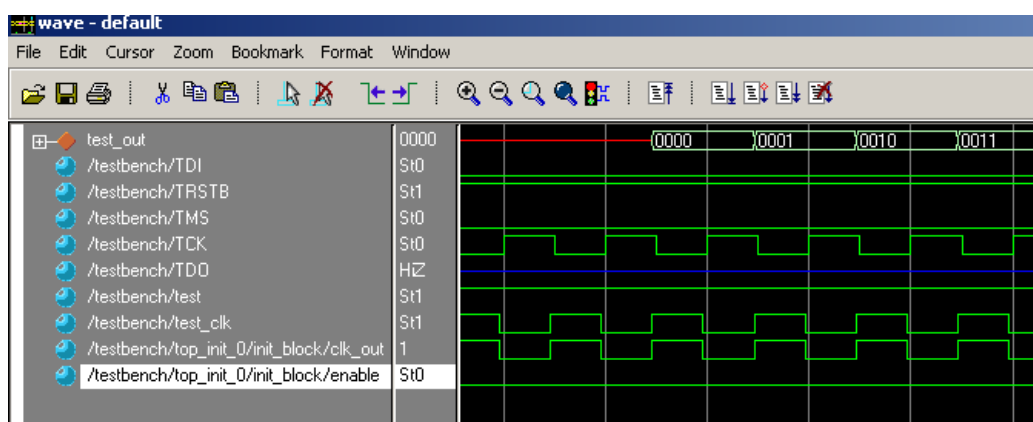 wave - default
File Edit Cursor Zoom Bookmark Format Window
test_out 0000 0000 0001 0010 0011
/testbench/TDI St0
/testbench/TRSTB St1
/testbench/TMS St0
/testbench/TCK St0
/testbench/TDO HiZ
/testbench/test St1
/testbench/test_clk St1
/testbench/top_init_0/init_block/clk_out 1
/testbench/top_init_0/init_block/enable St0